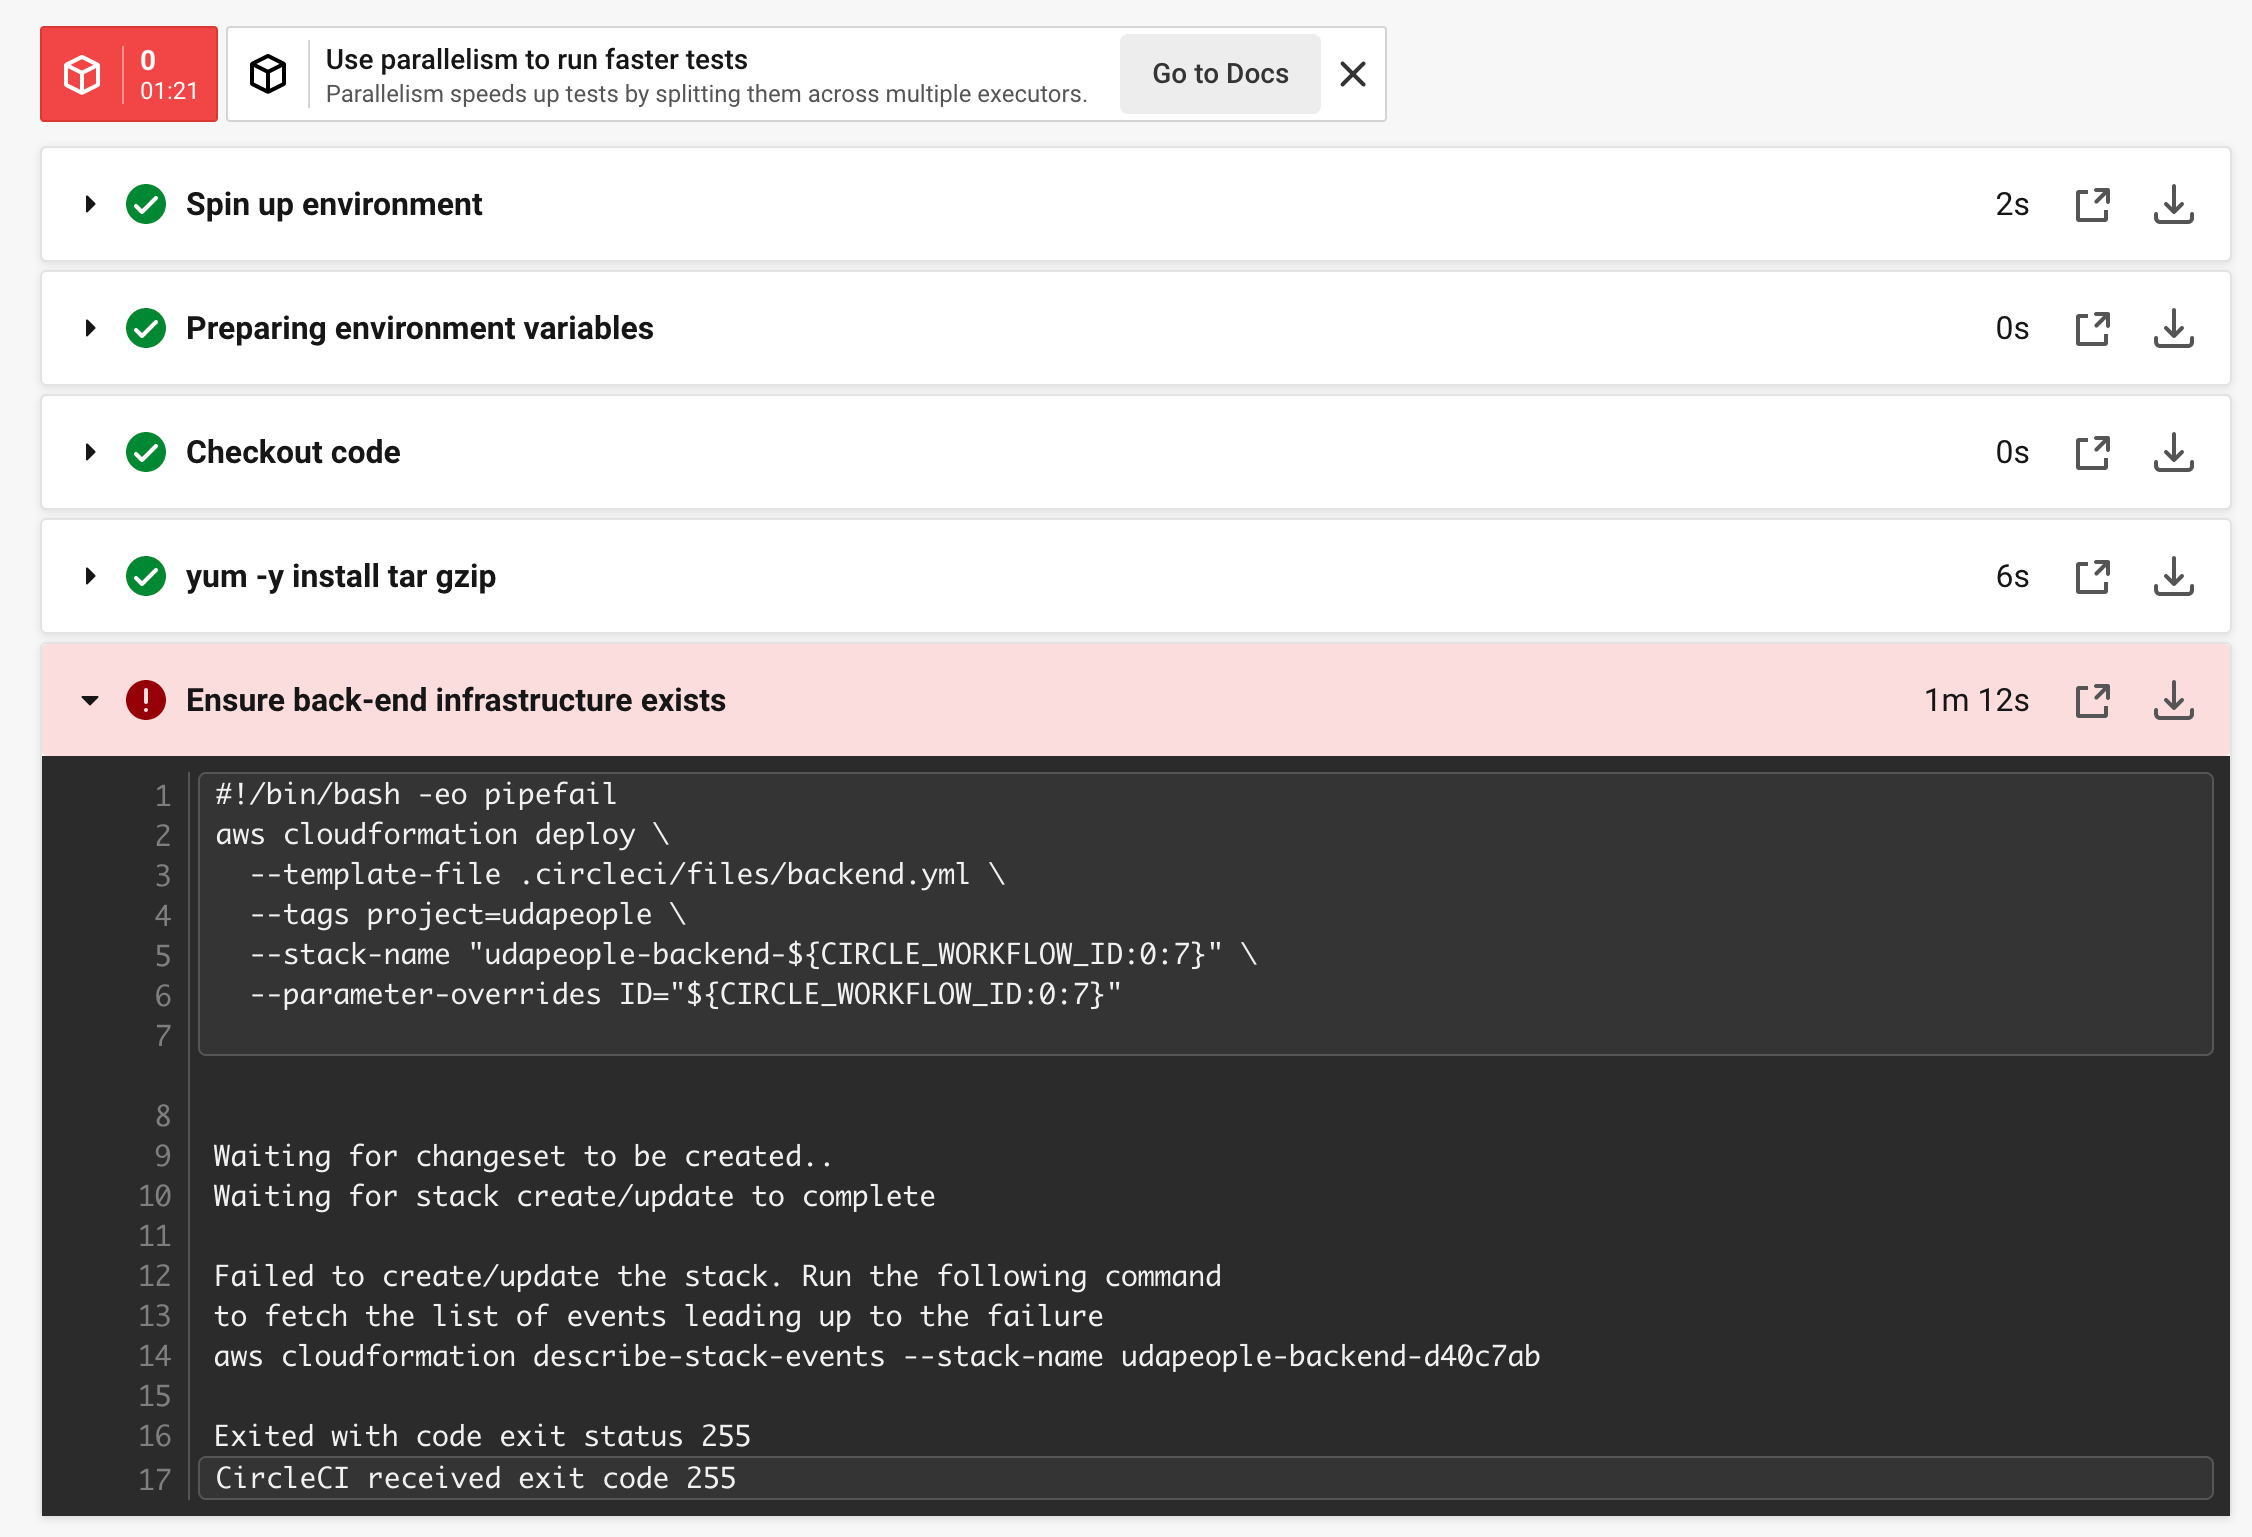 0
01:21
Use parallelism to run faster tests
Parallelism speeds up tests by splitting them across multiple executors.
Go to Docs
Spin up environment 2s
Preparing environment variables 0s
Checkout code 0s
yum -y install tar gzip 6s
Ensure back-end infrastructure exists 1m 12s
1 #!/bin/bash -eo pipefail
2 aws cloudformation deploy \
3   --template-file .circleci/files/backend.yml \
4   --tags project=udapeople \
5   --stack-name "udapeople-backend-${CIRCLE_WORKFLOW_ID:0:7}" \
6   --parameter-overrides ID="${CIRCLE_WORKFLOW_ID:0:7}"
7
8
9 Waiting for changeset to be created..
10 Waiting for stack create/update to complete
11
12 Failed to create/update the stack. Run the following command
13 to fetch the list of events leading up to the failure
14 aws cloudformation describe-stack-events --stack-name udapeople-backend-d40c7ab
15
16 Exited with code exit status 255
17 CircleCI received exit code 255